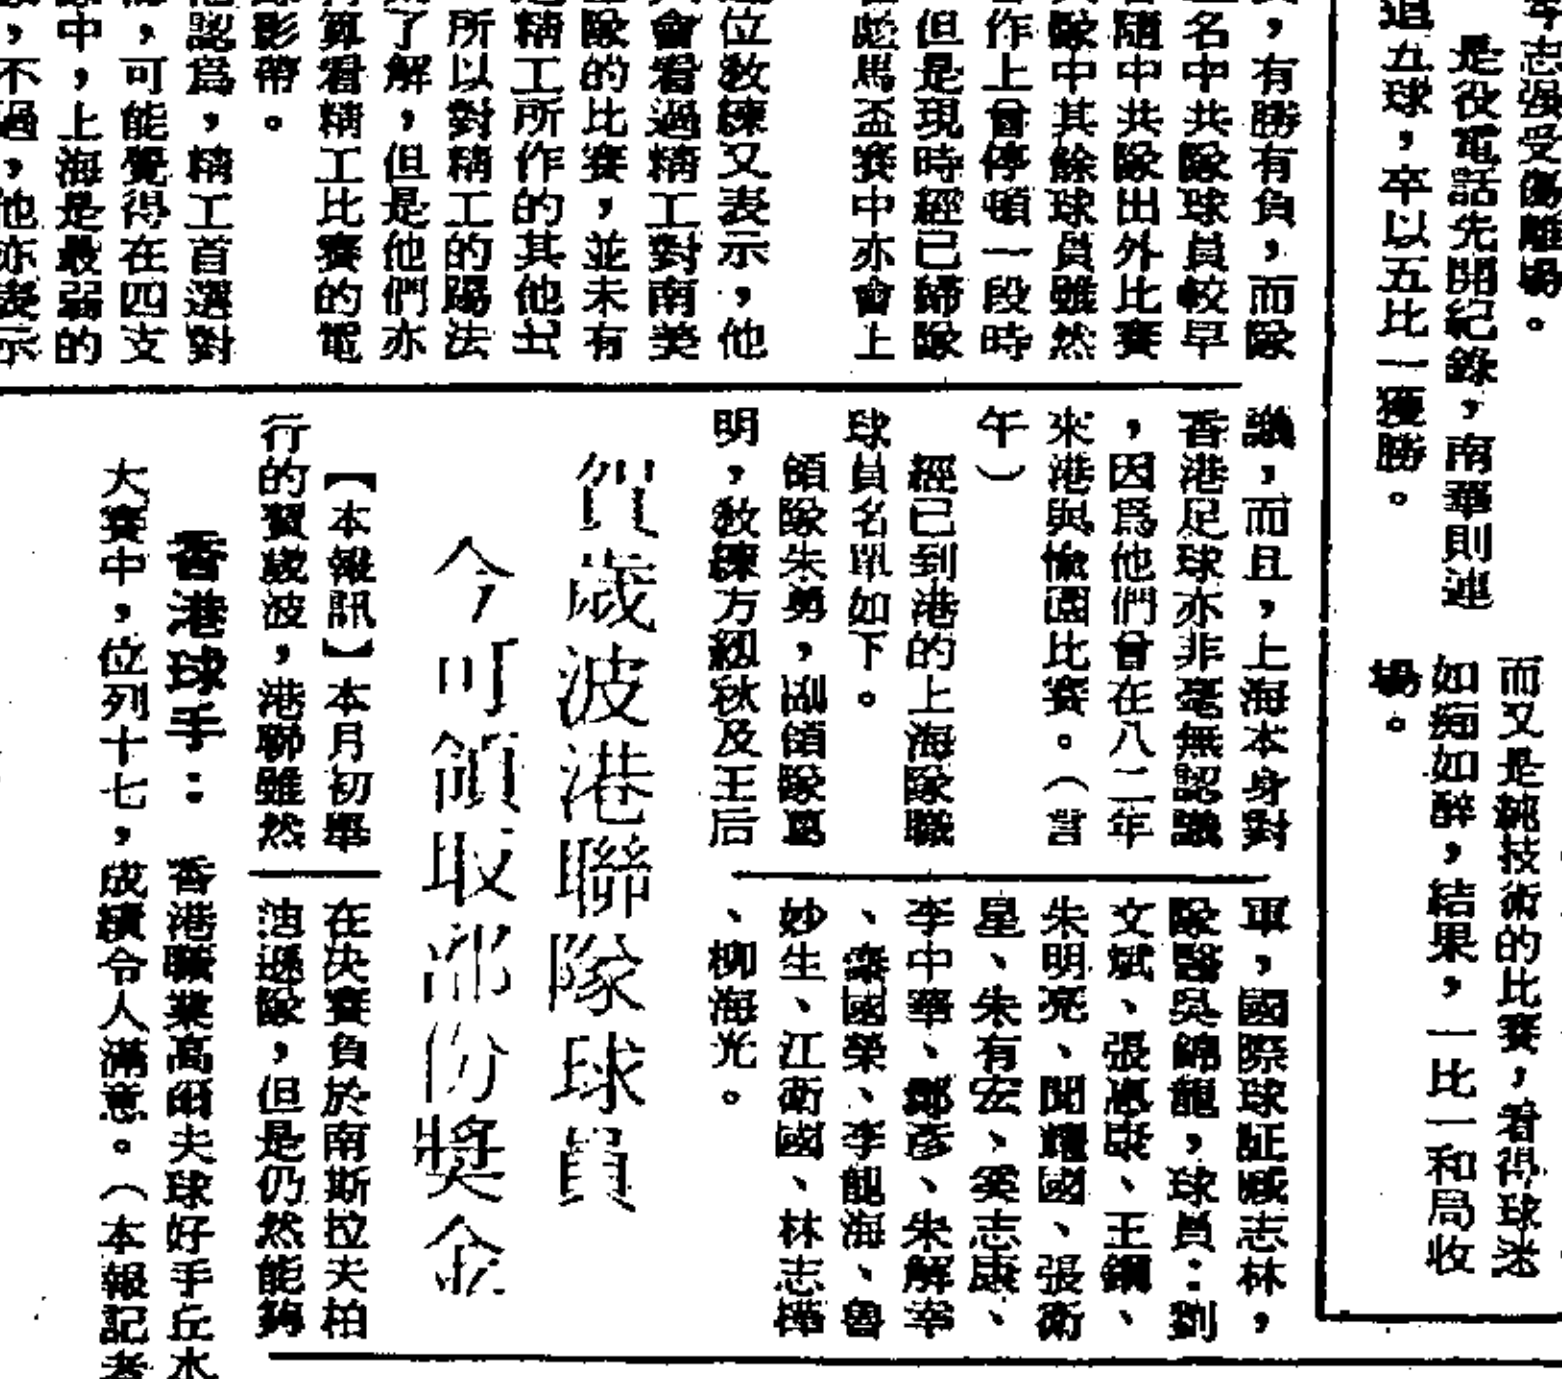 年志强受傷離場。
是役電話先開紀錄，南華則連
追五球，卒以五比一獲勝。
而又是純技術的比賽，看得球迷
如痴如醉，結果，一比一和局收
場。
，有勝有負，而隊
名中共隊球員較早
隨中共隊出外比賽
隊中其餘球員雖然
作上曾停頓一段時
但是現時經已歸隊
彪馬盃賽中亦會上
位敎練又表示，他
會看過精工對南美
隊的比賽，並未有
精工所作的其他
所以對精工的踢法
了解，但是他們亦
算看精工比賽的電
影帶。
認爲，精工首選對
，可能覺得在四支
中，上海是最弱的
，不過，他亦表示
議，而且，上海本身對
香港足球亦非毫無認識
，因爲他們曾在八二年
來港與愉園比賽。（言
午）
經已到港的上海隊職
球員名單如下。
領隊朱勇，副領隊
明，敎練方紉秋及王后
軍，國際球証臧志林，
隊醫吳錦龍，球員：劉
文斌、張惠康、王鋼、
朱明亮、聞耀國、張衛
星、朱有宏、奚志康、
李中華、鄭彥、朱解幸
、秦國榮、李龍海、魯
妙生、江衛國、林志樺
、柳海光。
賀歲波港聯隊球員
今可領取部份獎金
【本報訊】本月初舉
行的賀歲波，港聯雖然
在決賽負於南斯拉夫柏
迪遜隊，但是仍然能夠
香港球手：
香港職業高爾夫球好手丘水
大賽中，位列十七，成績令人滿意。（本報記者